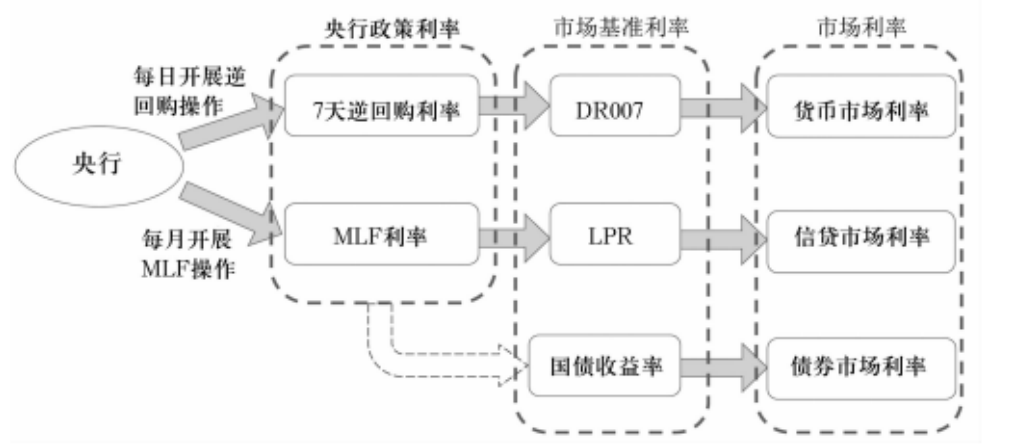 央行政策利率
市场基准利率
市场利率
每日开展逆
回购操作
7天逆回购利率
DR007
货币市场利率
央行
每月开展
MLF操作
MLF利率
LPR
信贷市场利率
国债收益率
债券市场利率